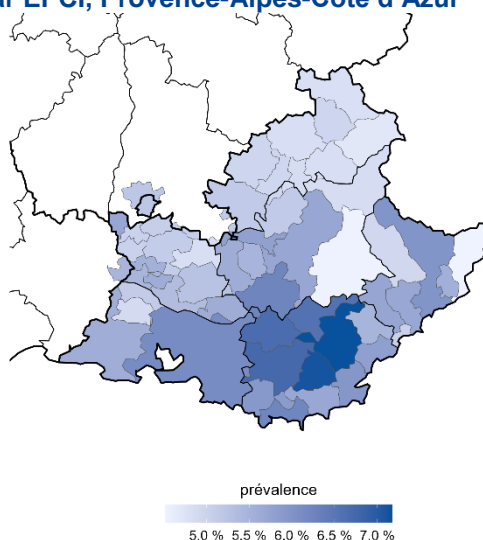 EPCI, Provence-Alpes-Côte d'Azur
prévalence
5.0 % 5.5 % 6.0 % 6.5 % 7.0 %